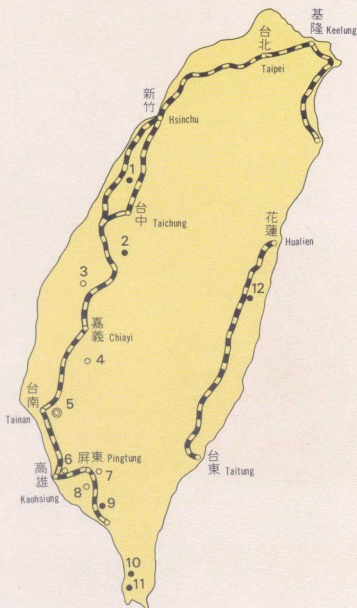 基隆 Keelung
台北
Taipei
新竹
Hsinchu
1
台中 Taichung
花蓮
Hualien
2
3
12
嘉義 Chiayi
4
台南
Tainan
5
台東 Taitung
高雄
Kaohsiung
6
屏東 Pingtung
7
8
9
10
11